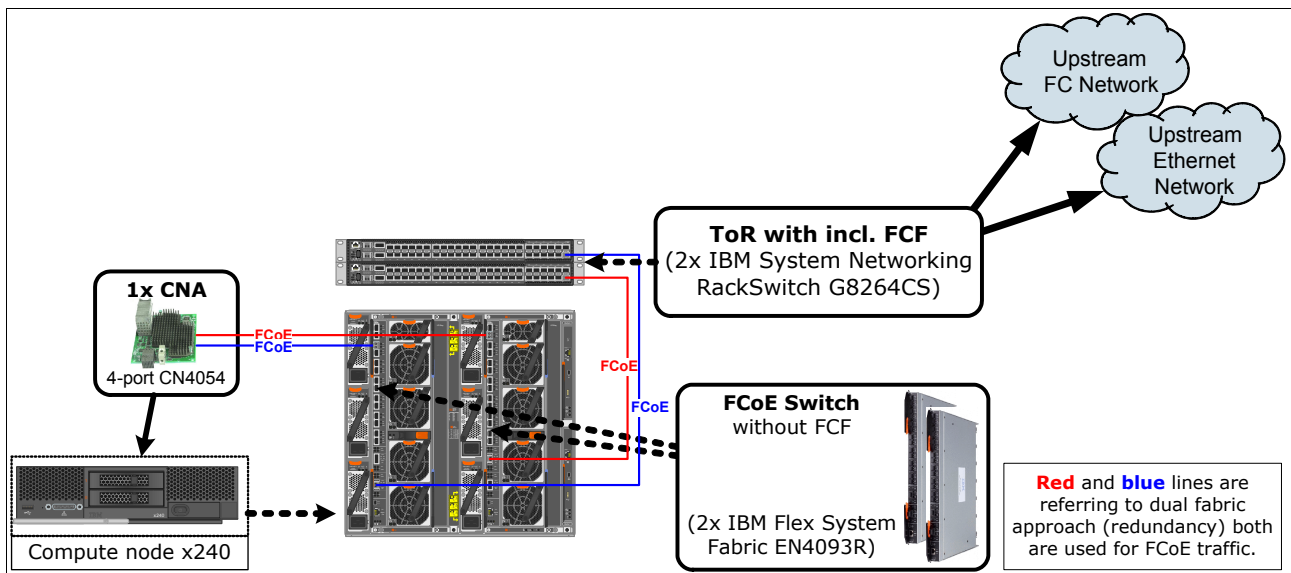 Upstream
FC Network
Upstream
Ethernet
Network
ToR with incl. FCF
(2x IBM System Networking
RackSwitch G8264CS)
1x CNA
4-port CN4054
FCoE
FCoE
FCoE
FCoE
FCoE Switch
without FCF
(2x IBM Flex System
Fabric EN4093R)
Compute node x240
Red and blue lines are
referring to dual fabric
approach (redundancy) both
are used for FCoE traffic.